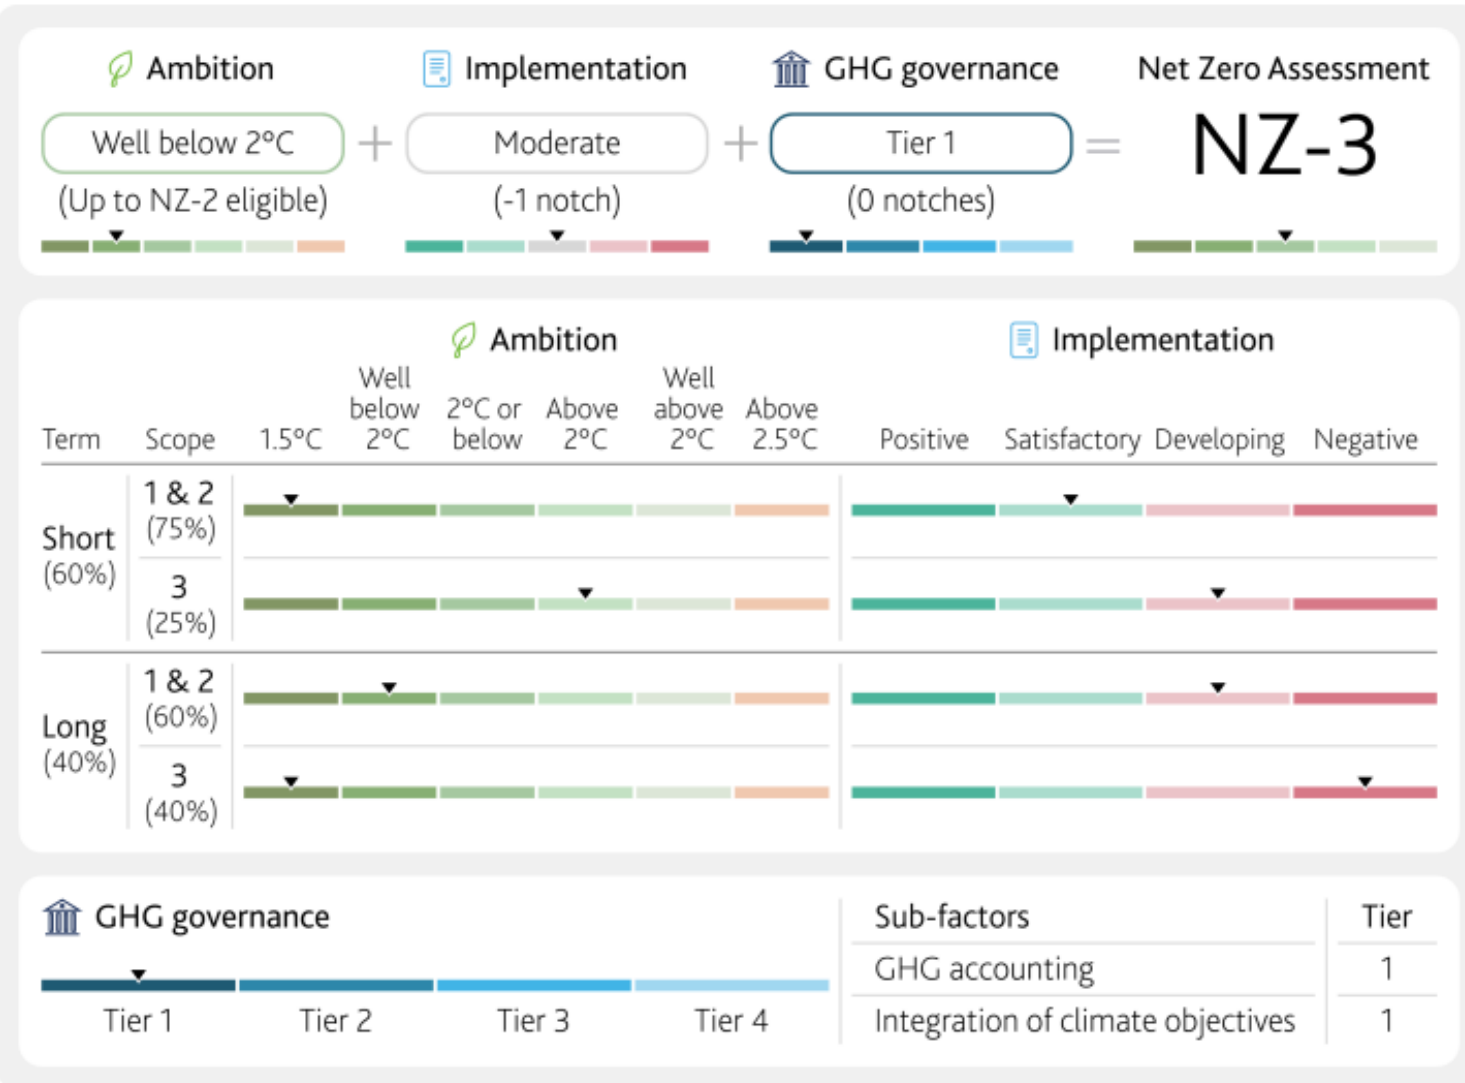 Ambition
Implementation
GHG governance
Net Zero Assessment
Well below 2°C
+
Moderate
+
Tier 1
=
NZ-3
(Up to NZ-2 eligible)
(-1 notch)
(0 notches)
Ambition
Implementation
Term
Scope
1.5°C
Well
below
2°C
2°C or
below
Above
2°C
Well
above
2°C
Above
2.5°C
Positive
Satisfactory
Developing
Negative
Short
(60%)
1 & 2
(75%)
3
(25%)
Long
(40%)
1 & 2
(60%)
3
(40%)
GHG governance
Tier 1
Tier 2
Tier 3
Tier 4
Sub-factors
Tier
GHG accounting
1
Integration of climate objectives
1